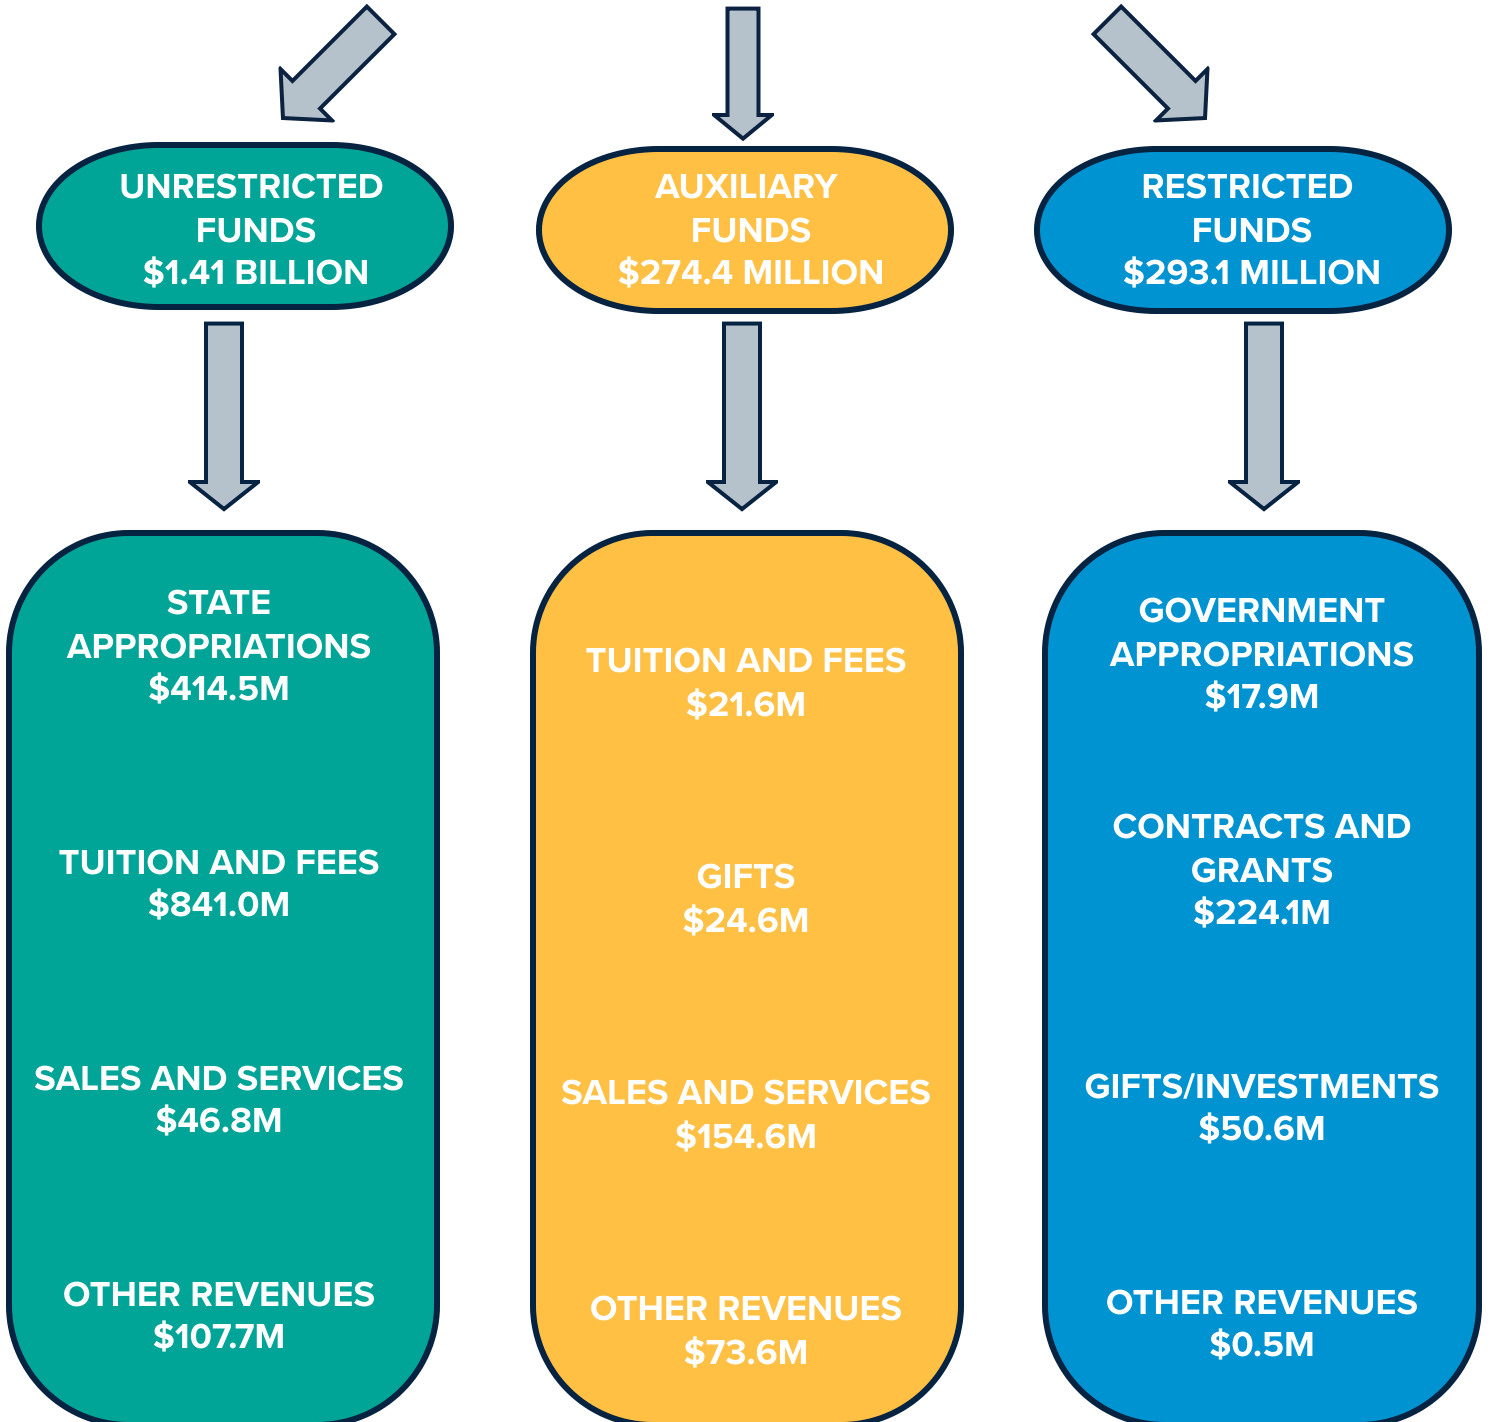 UNRESTRICTED
FUNDS
$1.41 BILLION
AUXILIARY
FUNDS
$274.4 MILLION
RESTRICTED
FUNDS
$293.1 MILLION
STATE
APPROPRIATIONS
$414.5M
TUITION AND FEES
$841.0M
SALES AND SERVICES
$46.8M
OTHER REVENUES
$107.7M
TUITION AND FEES
$21.6M
GIFTS
$24.6M
SALES AND SERVICES
$154.6M
OTHER REVENUES
$73.6M
GOVERNMENT
APPROPRIATIONS
$17.9M
CONTRACTS AND
GRANTS
$224.1M
GIFTS/INVESTMENTS
$50.6M
OTHER REVENUES
$0.5M